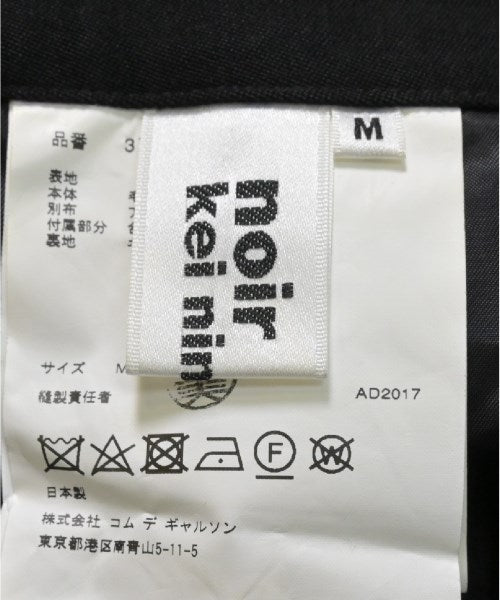 M
noir
kei nin
品番 3
表地
本体
別布
付属部分
裏地
サイズ M
縫製責任者
AD2017
F
W
日本製
株式会社 コム デ ギャルソン
東京都港区南青山5-11-5